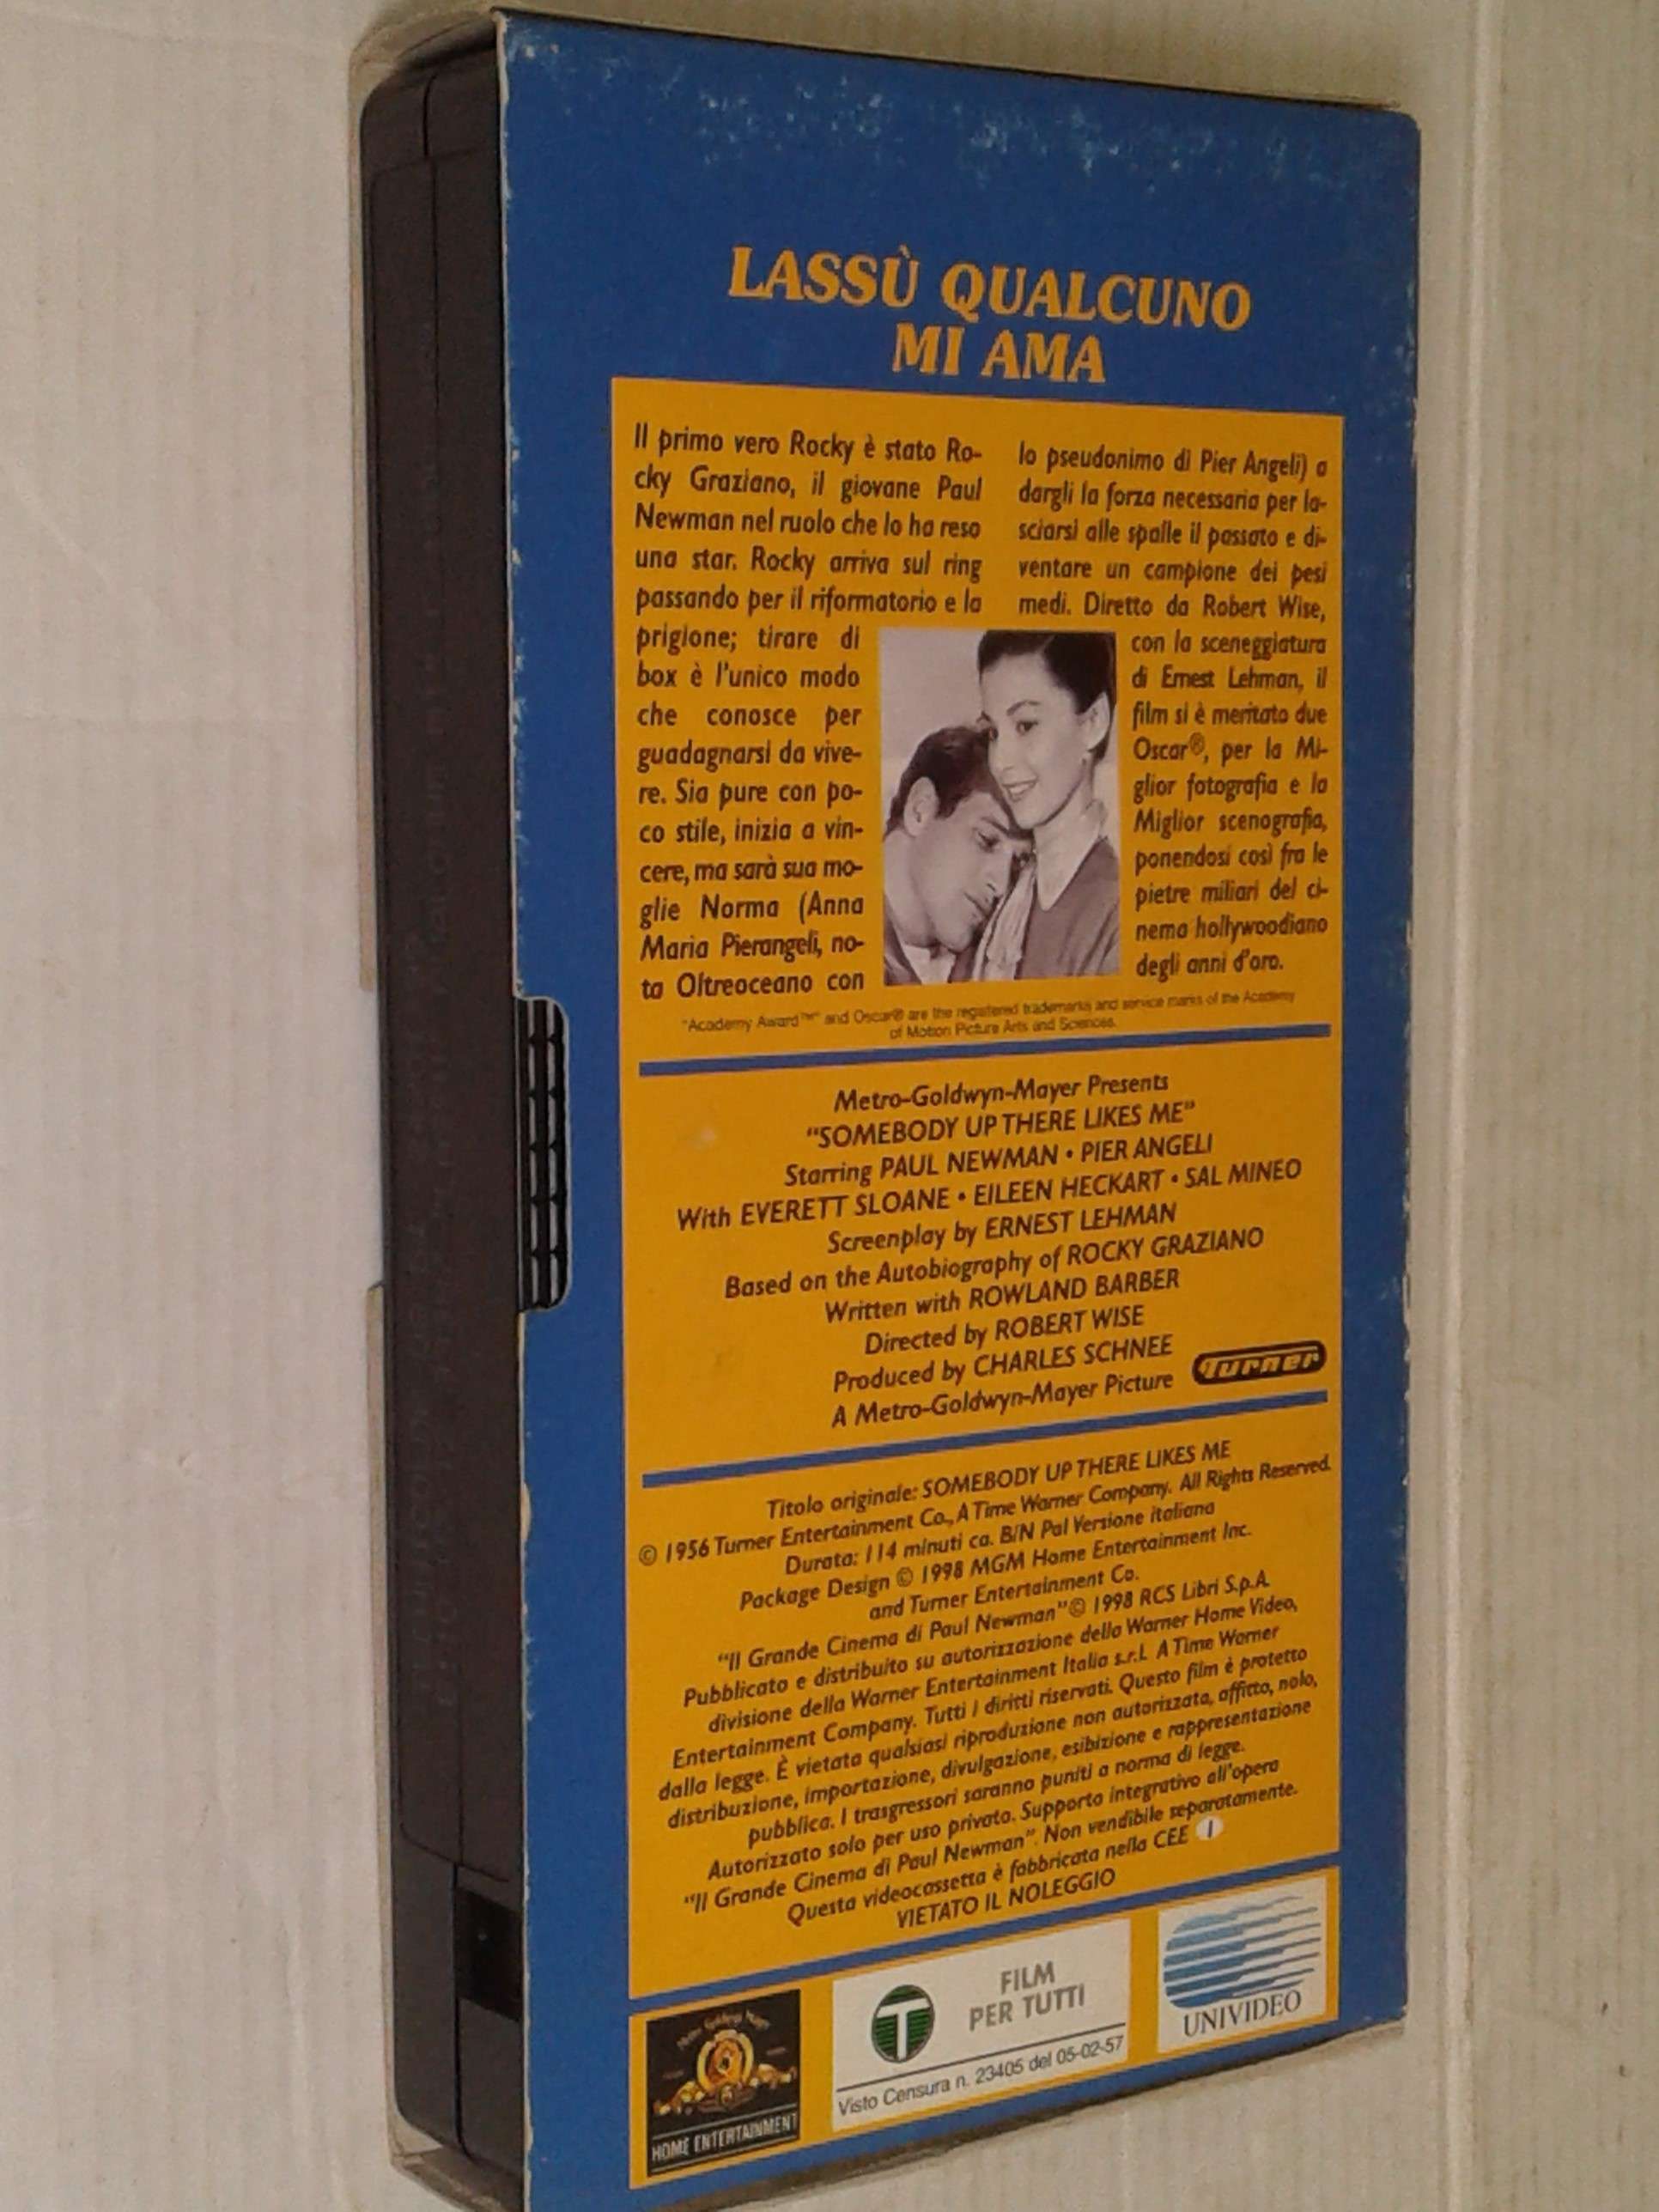 LASSÙ QUALCUNO
MI AMA
Il primo vero Rocky è stato Ro-
cky Graziano, il giovane Paul
Newman nel ruolo che lo ha reso
una star. Rocky arriva sul ring
passando per il riformatorio e la
prigione; tirare di
box è l'unico modo
che conosce per
guadagnarsi da vive-
re. Sia pure con po-
co stile, inizia a vin-
cere, ma sarà sua mo-
glie Norma (Anna
Maria Pierangeli, no-
ta Oltreoceano con
lo pseudonimo di Pier Angeli) a
dargli la forza necessaria per la-
sciarsi alle spalle il passato e di-
ventare un campione dei pesi
medi. Diretto da Robert Wise,
con la sceneggiatura
di Ernest Lehman, il
film si è meritato due
Oscar®, per la Mi-
glior fotografia e la
Miglior scenografia,
ponendosi così fra le
pietre miliari del ci-
nema hollywoodiano
degli anni d'oro.
"Academy Award™" and Oscar® are the registered trademarks and service marks of the Academy
of Motion Picture Arts and Sciences.
Metro-Goldwyn-Mayer Presents
"SOMEBODY UP THERE LIKES ME"
Starring PAUL NEWMAN • PIER ANGELI
With EVERETT SLOANE • EILEEN HECKART • SAL MINEO
Screenplay by ERNEST LEHMAN
Based on the Autobiography of ROCKY GRAZIANO
Written with ROWLAND BARBER
Directed by ROBERT WISE
Produced by CHARLES SCHNEE
A Metro-Goldwyn-Mayer Picture
Turner
Titolo originale: SOMEBODY UP THERE LIKES ME
© 1956 Turner Entertainment Co., A Time Warner Company. All Rights Reserved.
Durata: 114 minuti ca. B/N Pal Versione italiana
Package Design © 1998 MGM Home Entertainment Inc.
and Turner Entertainment Co.
"Il Grande Cinema di Paul Newman" © 1998 RCS Libri S.p.A.
Pubblicato e distribuito su autorizzazione della Warner Home Video,
divisione della Warner Entertainment Italia s.r.l. A Time Warner
Entertainment Company. Tutti i diritti riservati. Questo film è protetto
dalla legge. È vietata qualsiasi riproduzione non autorizzata, affitto, nolo,
distribuzione, importazione, divulgazione, esibizione e rappresentazione
pubblica. I trasgressori saranno puniti a norma di legge.
Autorizzato solo per uso privato. Supporto integrativo all'opera
"Il Grande Cinema di Paul Newman". Non vendibile separatamente.
Questa videocassetta è fabbricata nella CEE I
VIETATO IL NOLEGGIO
Metro Goldwyn Mayer
HOME ENTERTAINMENT
T
FILM
PER TUTTI
Visto Censura n. 23405 del 05-02-57
UNIVIDEO